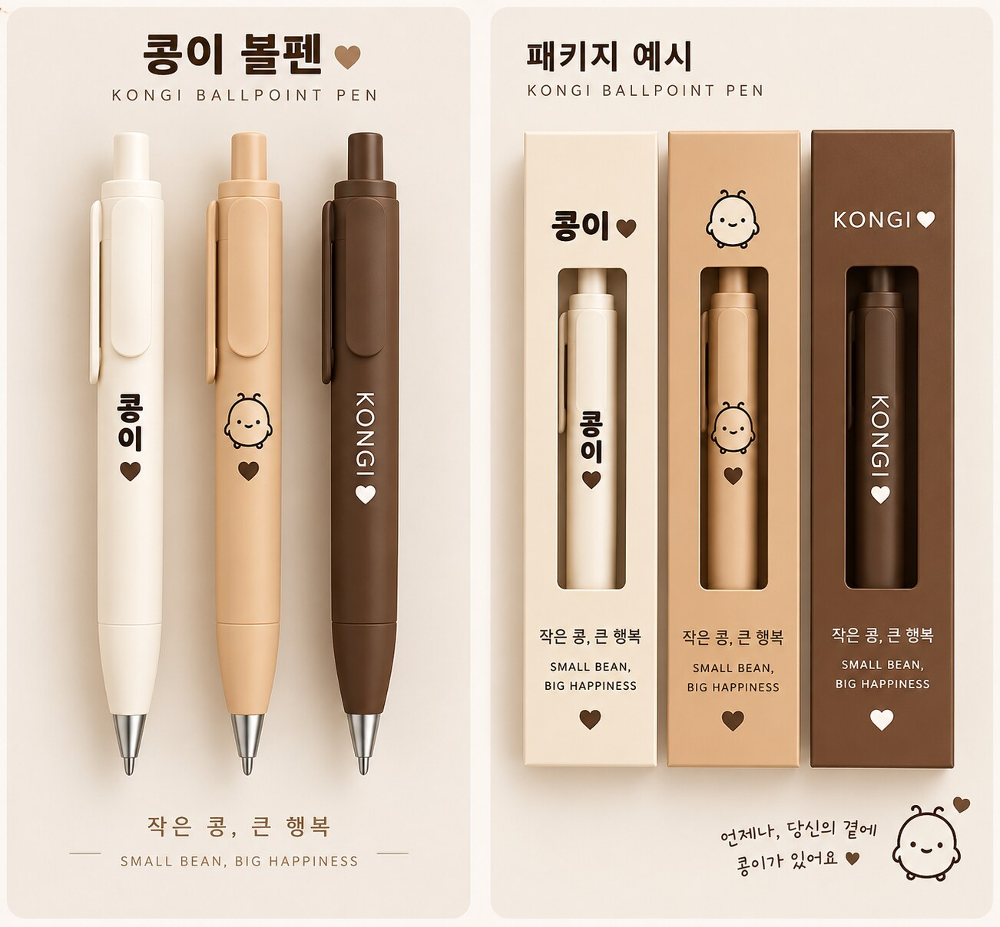 콩이 볼펜
KONGI BALLPOINT PEN
콩
이
KONGI
작은 콩, 큰 행복
SMALL BEAN, BIG HAPPINESS
패키지 예시
KONGI BALLPOINT PEN
콩이
콩
이
작은 콩, 큰 행복
SMALL BEAN,
BIG HAPPINESS
작은 콩, 큰 행복
SMALL BEAN,
BIG HAPPINESS
KONGI
KONGI
작은 콩, 큰 행복
SMALL BEAN,
BIG HAPPINESS
언제나, 당신의 곁에
콩이가 있어요